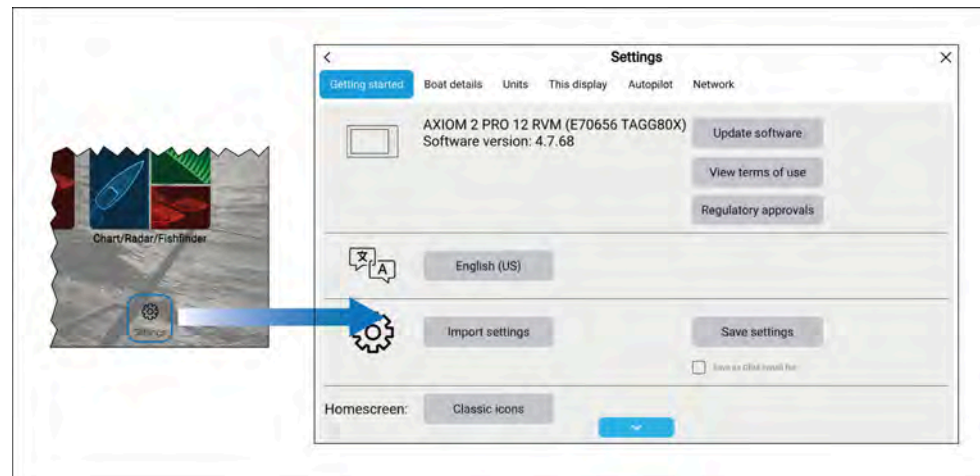 Settings
Getting started Boat details Units This display Autopilot Network
AXIOM 2 PRO 12 RVM (E70656 TAGG80X)
Software version: 4.7.68
Update software
View terms of use
Regulatory approvals
Chart/Radar/Fishfinder
English (US)
Settings
Import settings
Save settings
Homescreen:
Classic icons